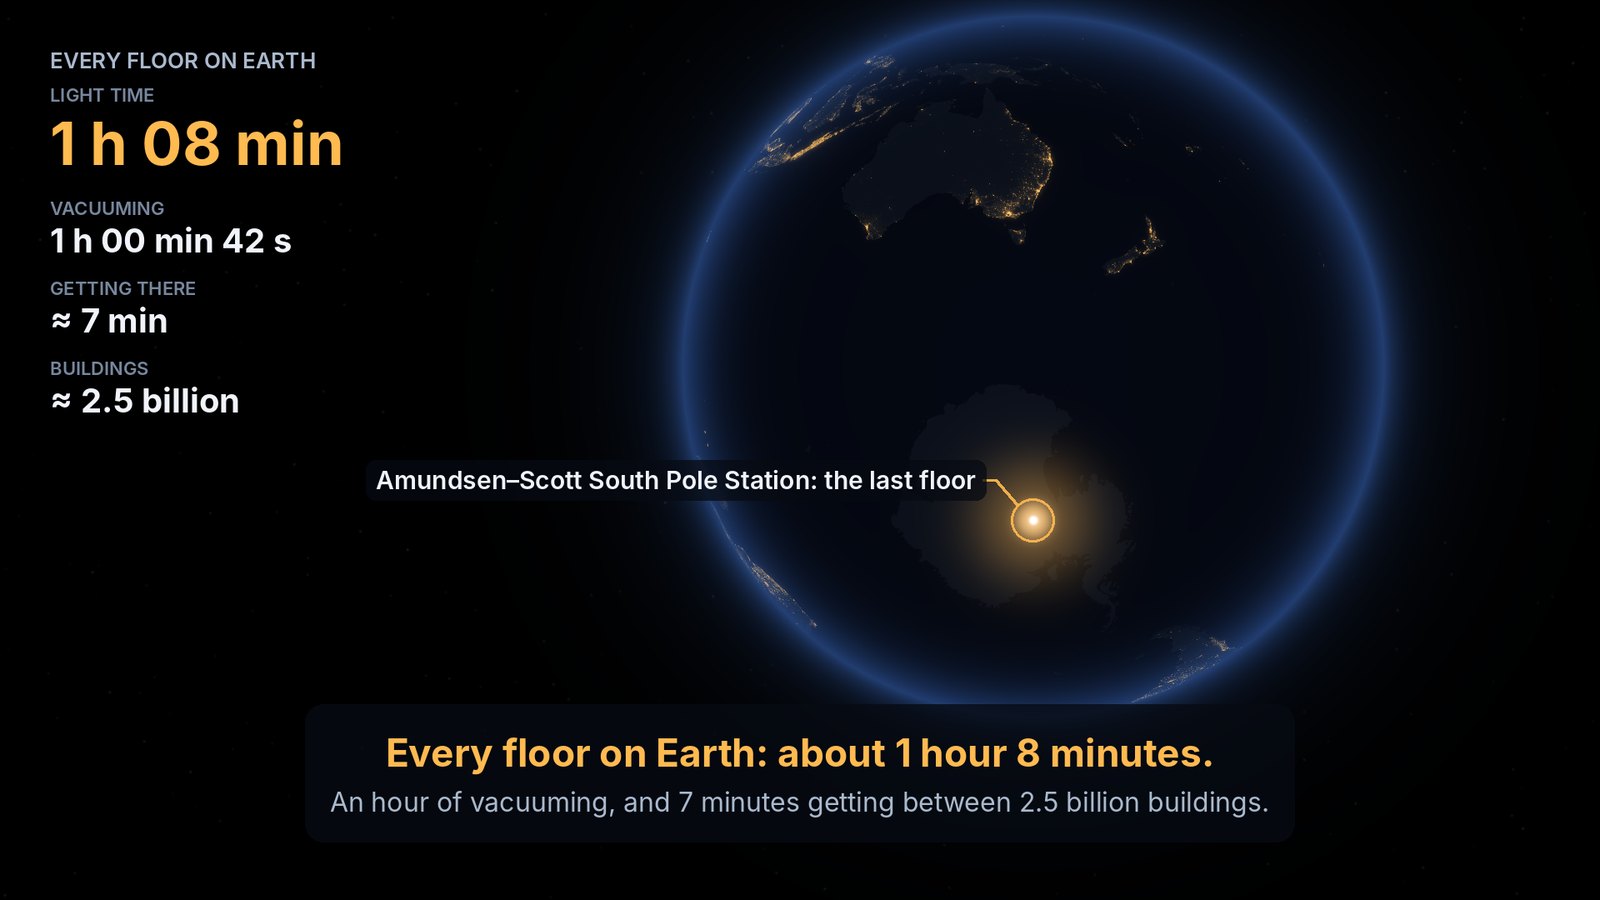 EVERY FLOOR ON EARTH
LIGHT TIME
1 h 08 min
VACUUMING
1 h 00 min 42 s
GETTING THERE
≈ 7 min
BUILDINGS
≈ 2.5 billion
Amundsen–Scott South Pole Station: the last floor
Every floor on Earth: about 1 hour 8 minutes.
An hour of vacuuming, and 7 minutes getting between 2.5 billion buildings.